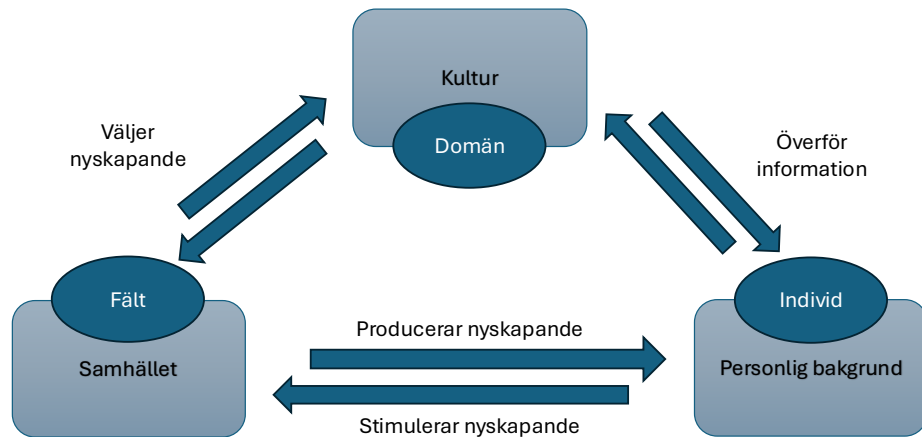 Kultur
Domän
Väljer
nyskapande
Överför
information
Fält
Samhället
Individ
Personlig bakgrund
Producerar nyskapande
Stimulerar nyskapande